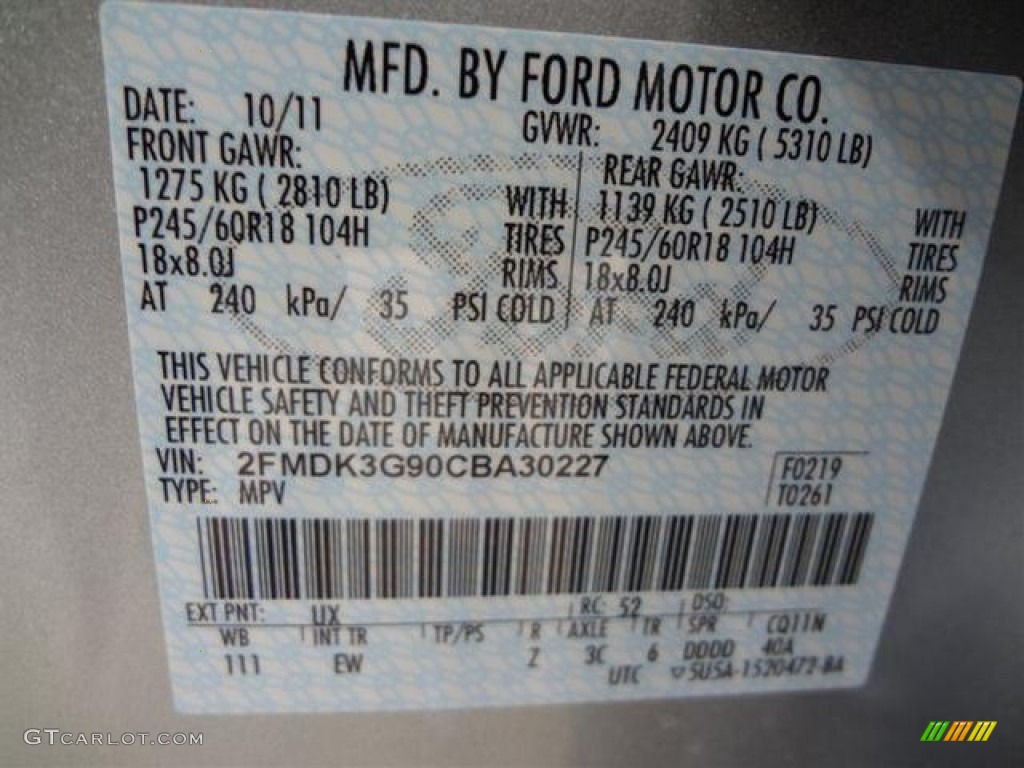 MFD. BY FORD MOTOR CO.
DATE: 10/11 GVWR: 2409 KG ( 5310 LB)
FRONT GAWR: REAR GAWR:
1275 KG ( 2810 LB) WITH 1139 KG ( 2510 LB) WITH
P245/60R18 104H TIRES P245/60R18 104H TIRES
18x8.0J RIMS 18x8.0J RIMS
AT 240 kPa/ 35 PSI COLD AT 240 kPa/ 35 PSI COLD
THIS VEHICLE CONFORMS TO ALL APPLICABLE FEDERAL MOTOR
VEHICLE SAFETY AND THEFT PREVENTION STANDARDS IN
EFFECT ON THE DATE OF MANUFACTURE SHOWN ABOVE.
VIN: 2FMDK3G90CBA30227 F0219
TYPE: MPV T0261
EXT PNT: UX RC: 52 DSO:
WB INT TR TP/PS R AXLE TR SPR CQ11N
111 EW Z 3C 6 DDDD 40A
UTC ▽5U5A-1520472-BA
GTCARLOT.COM